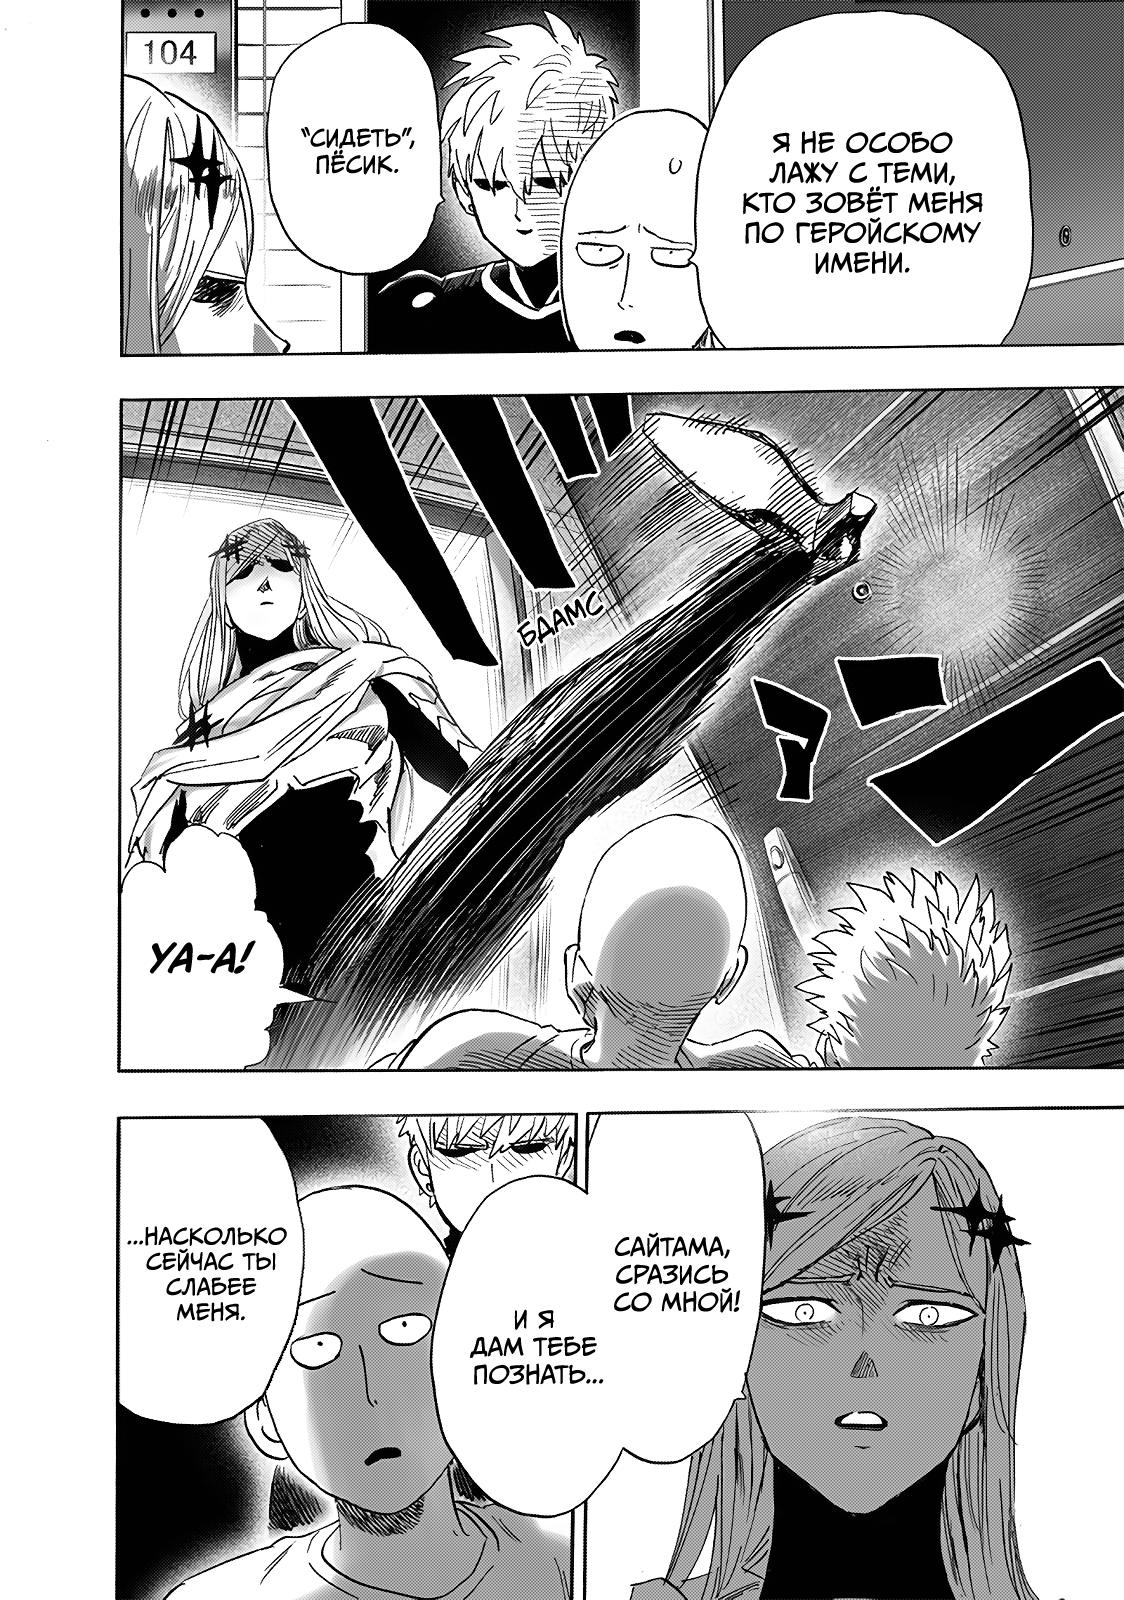 Я НЕ ОСОБО
ЛАЖУ С ТЕМИ,
КТО ЗОВЁТ МЕНЯ
ПО ГЕРОЙСКОМУ
ИМЕНИ.
"СИДЕТЬ",
ПЁСИК.
104
БДАМС
YA-A!
САЙТАМА,
СРАЗИСЬ
СО МНОЙ!
И Я
ДАМ ТЕБЕ
ПОЗНАТЬ...
...НАСКОЛЬКО
СЕЙЧАС ТЫ
СЛАБЕЕ
МЕНЯ.